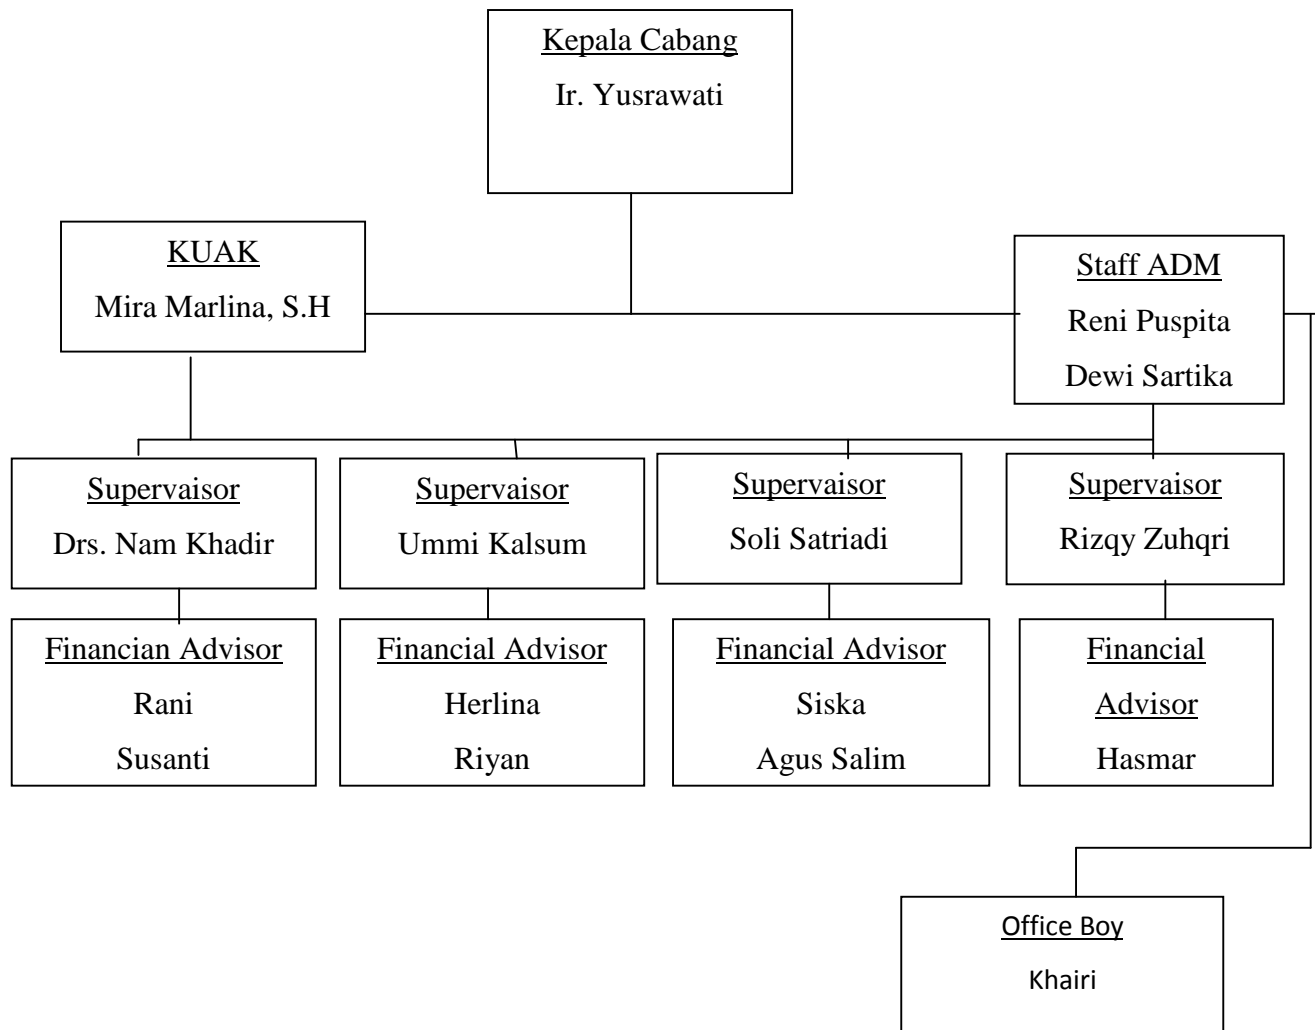 Kepala Cabang
Ir. Yusrawati
KUAK
Mira Marlina, S.H
Staff ADM
Reni Puspita
Dewi Sartika
Supervaisor
Drs. Nam Khadir
Supervaisor
Ummi Kalsum
Supervaisor
Soli Satriadi
Supervaisor
Rizqy Zuhqri
Financian Advisor
Rani
Susanti
Financial Advisor
Herlina
Riyan
Financial Advisor
Siska
Agus Salim
Financial
Advisor
Hasmar
Office Boy
Khairi